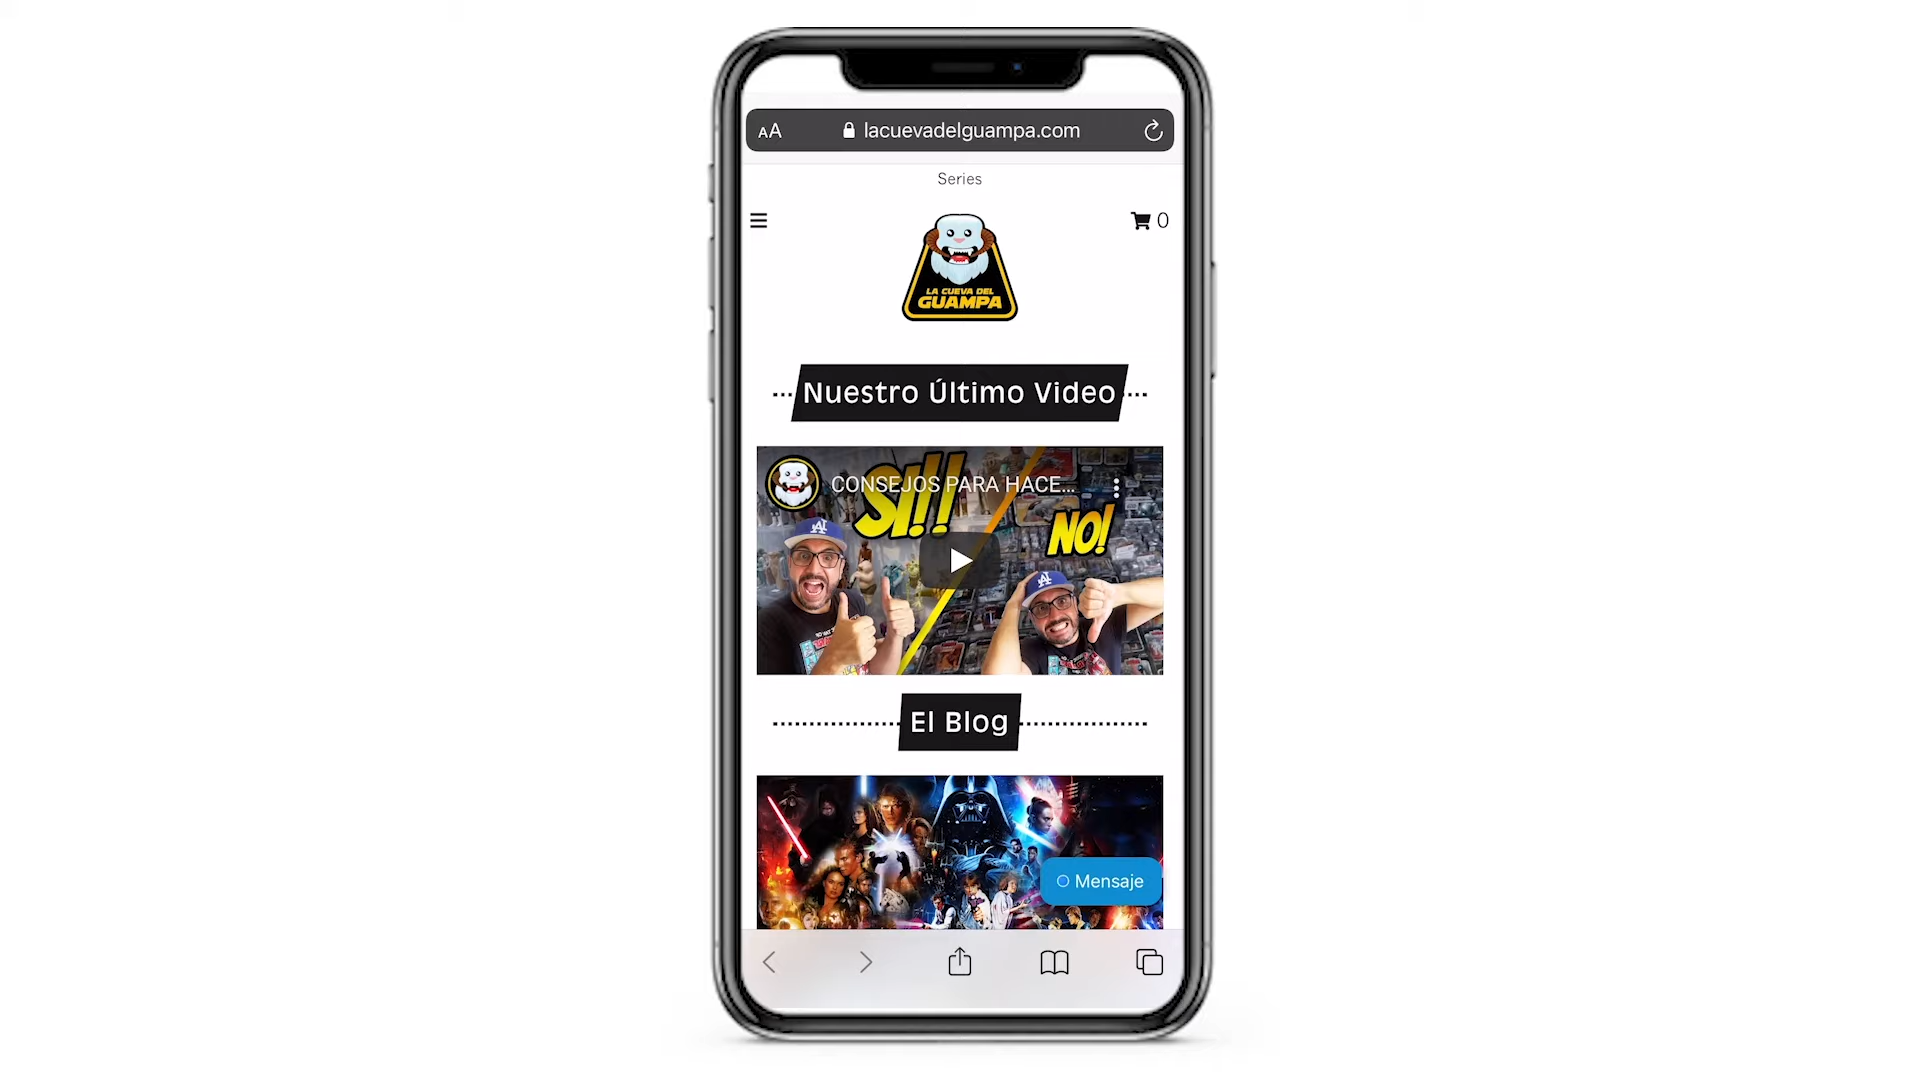 AA
lacuevadelguampa.com
Series
0
LA CUEVA DEL
GUAMPA
Nuestro Último Video
CONSEJOS PARA HACE...
SI!!
NO!
El Blog
Mensaje